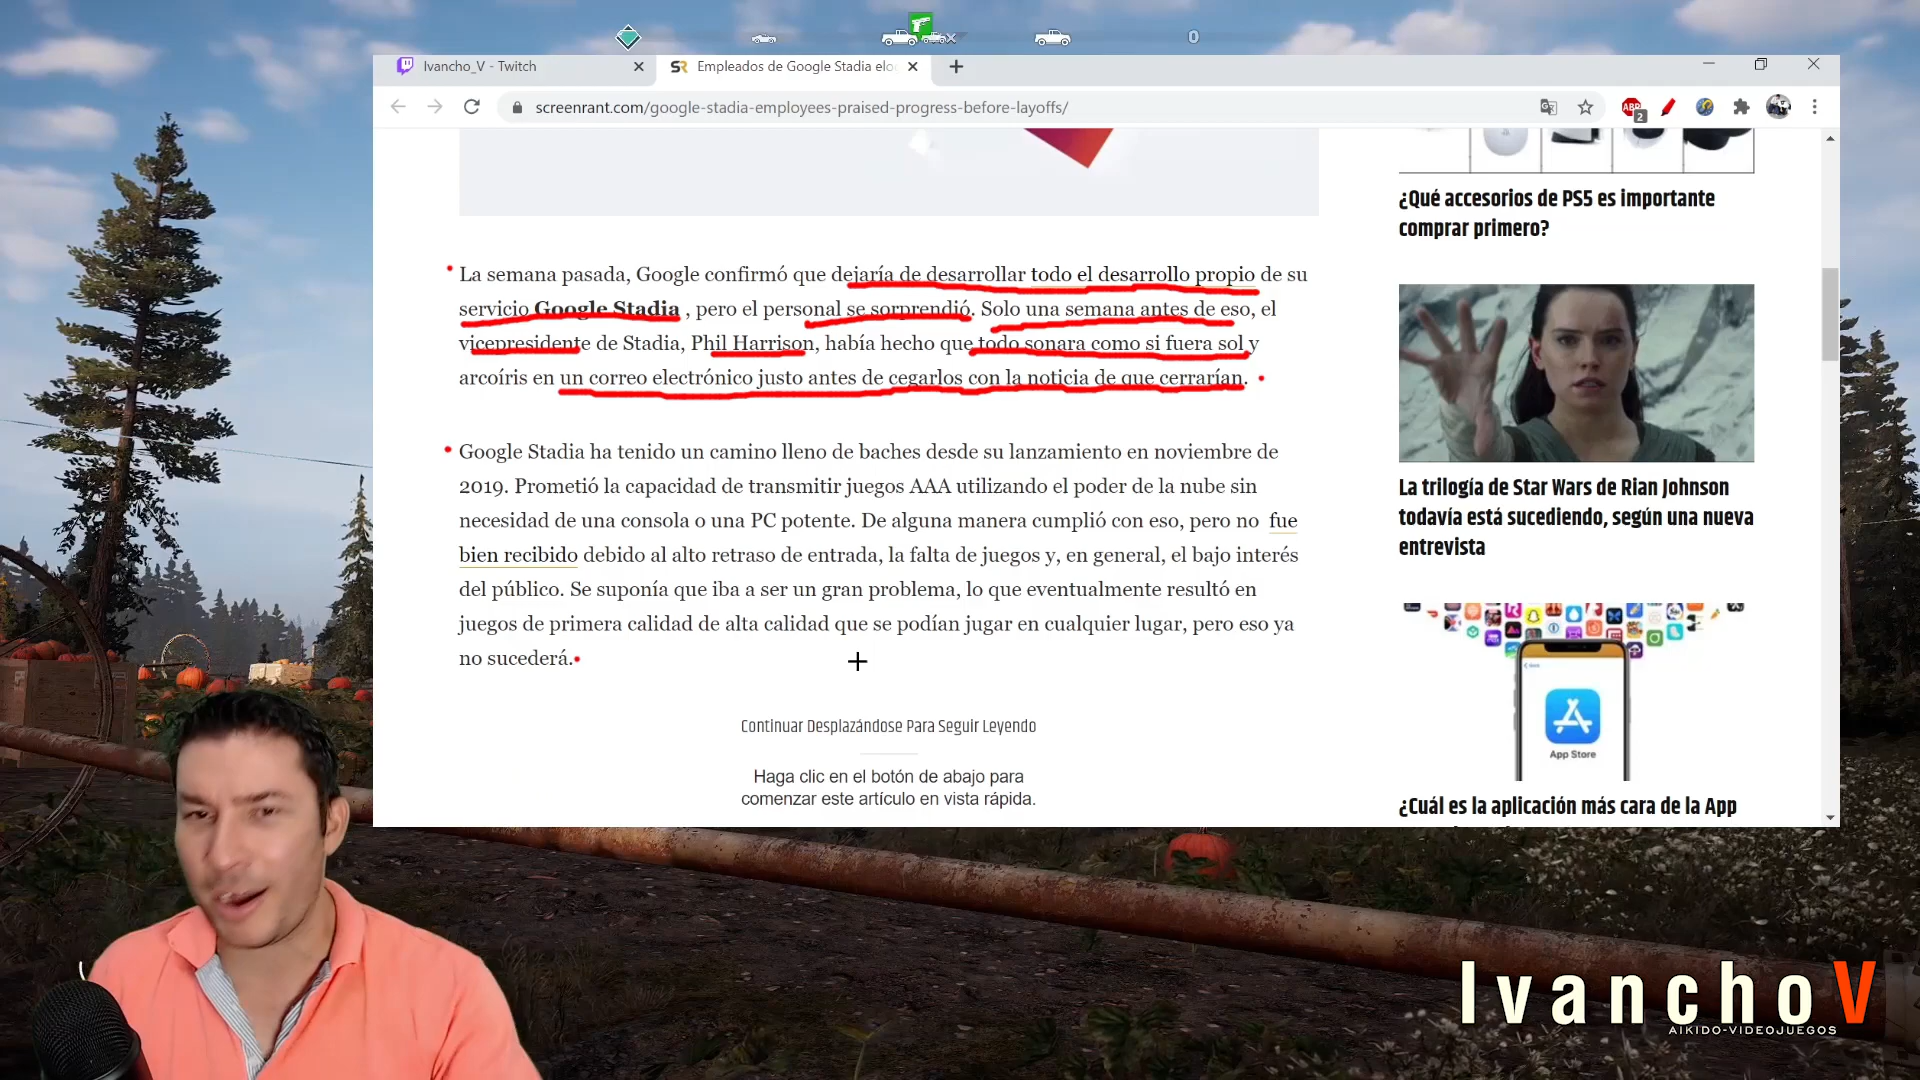 0
Ivancho_V - Twitch
Empleados de Google Stadia elo
screenrant.com/google-stadia-employees-praised-progress-before-layoffs/
ABP
2
La semana pasada, Google confirmó que dejaría de desarrollar todo el desarrollo propio de su
servicio Google Stadia , pero el personal se sorprendió. Solo una semana antes de eso, el
vicepresidente de Stadia, Phil Harrison, había hecho que todo sonara como si fuera sol y
arcoíris en un correo electrónico justo antes de cegarlos con la noticia de que cerrarían.
Google Stadia ha tenido un camino lleno de baches desde su lanzamiento en noviembre de
2019. Prometió la capacidad de transmitir juegos AAA utilizando el poder de la nube sin
necesidad de una consola o una PC potente. De alguna manera cumplió con eso, pero no fue
bien recibido debido al alto retraso de entrada, la falta de juegos y, en general, el bajo interés
del público. Se suponía que iba a ser un gran problema, lo que eventualmente resultó en
juegos de primera calidad de alta calidad que se podían jugar en cualquier lugar, pero eso ya
no sucederá.
Continuar Desplazándose Para Seguir Leyendo
Haga clic en el botón de abajo para
comenzar este artículo en vista rápida.
¿Qué accesorios de PS5 es importante
comprar primero?
La trilogía de Star Wars de Rian Johnson
todavía está sucediendo, según una nueva
entrevista
App Store
¿Cuál es la aplicación más cara de la App
IvanchoV
AIKIDO-VIDEOJUEGOS